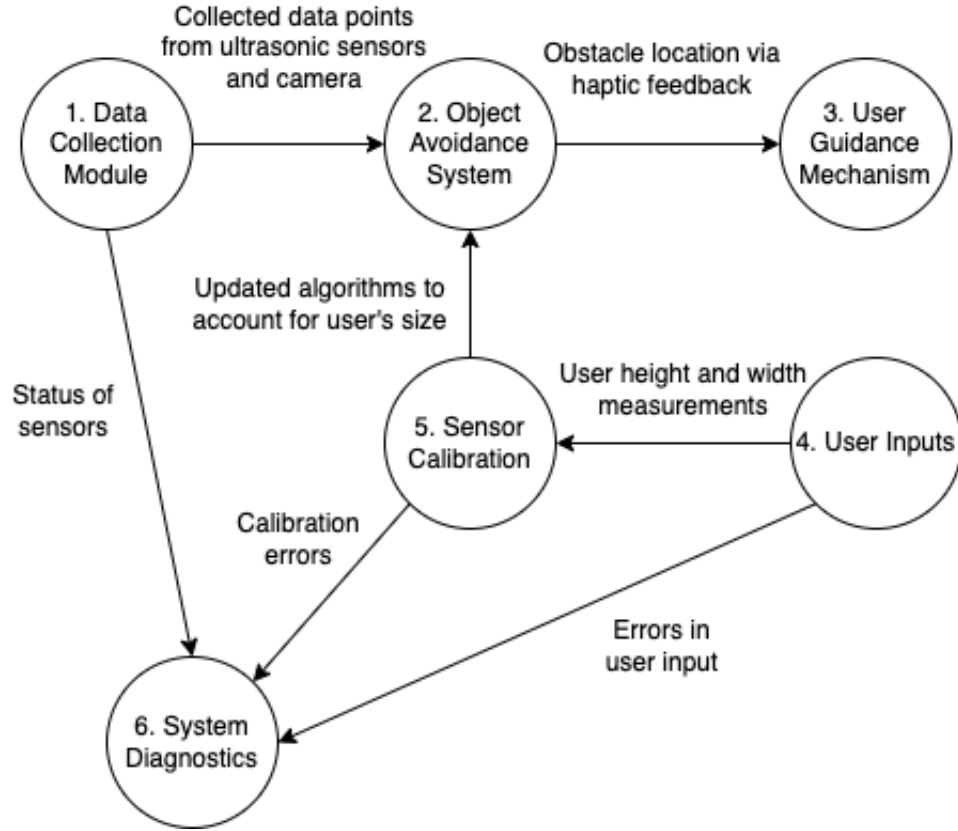 Collected data points
from ultrasonic sensors
and camera
Obstacle location via
haptic feedback
1. Data
Collection
Module
2. Object
Avoidance
System
3. User
Guidance
Mechanism
Updated algorithms to
account for user's size
User height and width
measurements
Status of
sensors
5. Sensor
Calibration
4. User Inputs
Calibration
errors
Errors in
user input
6. System
Diagnostics